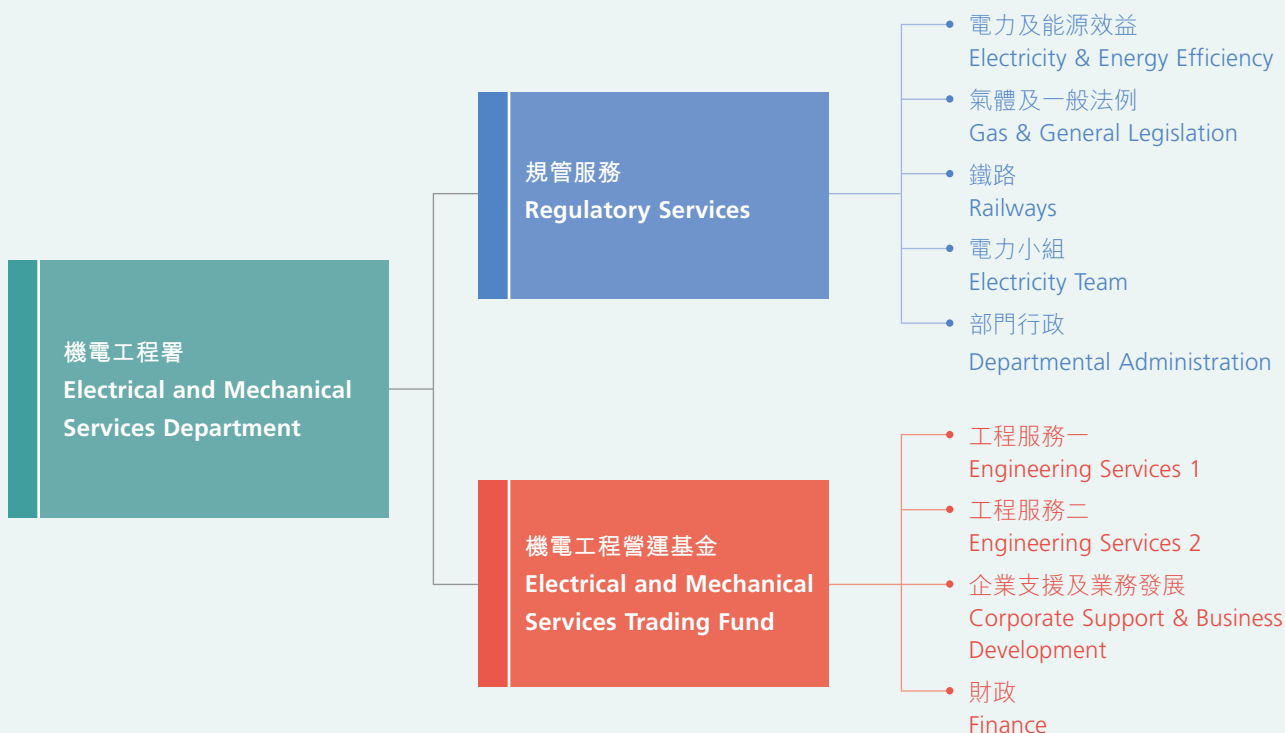 機電工程署
Electrical and Mechanical
Services Department
規管服務
Regulatory Services
電力及能源效益
Electricity & Energy Efficiency
氣體及一般法例
Gas & General Legislation
鐵路
Railways
電力小組
Electricity Team
部門行政
Departmental Administration
機電工程營運基金
Electrical and Mechanical
Services Trading Fund
工程服務一
Engineering Services 1
工程服務二
Engineering Services 2
企業支援及業務發展
Corporate Support & Business
Development
財政
Finance